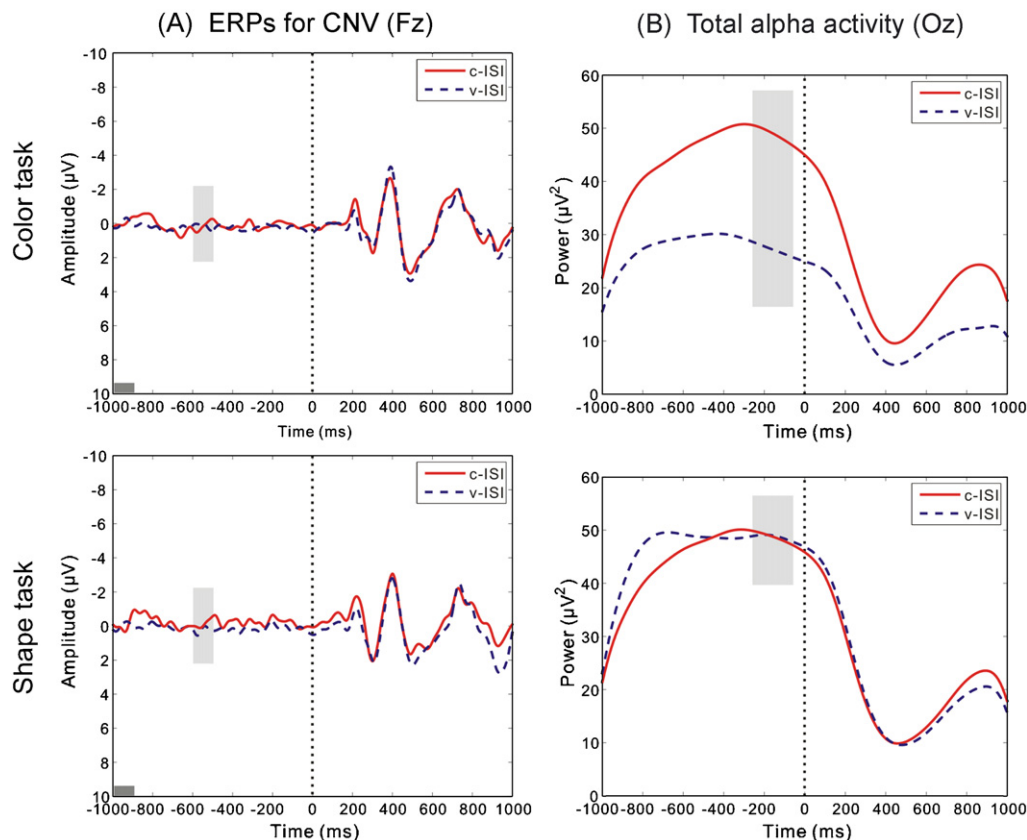 (A) ERPs for CNV (Fz)
(B) Total alpha activity (Oz)
Color task
Amplitude (µV)
-10
-8
-6
-4
-2
0
2
4
6
8
10
c-ISI
v-ISI
-1000 -800 -600 -400 -200 0 200 400 600 800 1000
Time (ms)
Power (µV²)
60
50
40
30
20
10
0
c-ISI
v-ISI
-1000 -800 -600 -400 -200 0 200 400 600 800 1000
Time (ms)
Shape task
Amplitude (µV)
-10
-8
-6
-4
-2
0
2
4
6
8
10
c-ISI
v-ISI
-1000 -800 -600 -400 -200 0 200 400 600 800 1000
Time (ms)
Power (µV²)
60
50
40
30
20
10
0
c-ISI
v-ISI
-1000 -800 -600 -400 -200 0 200 400 600 800 1000
Time (ms)